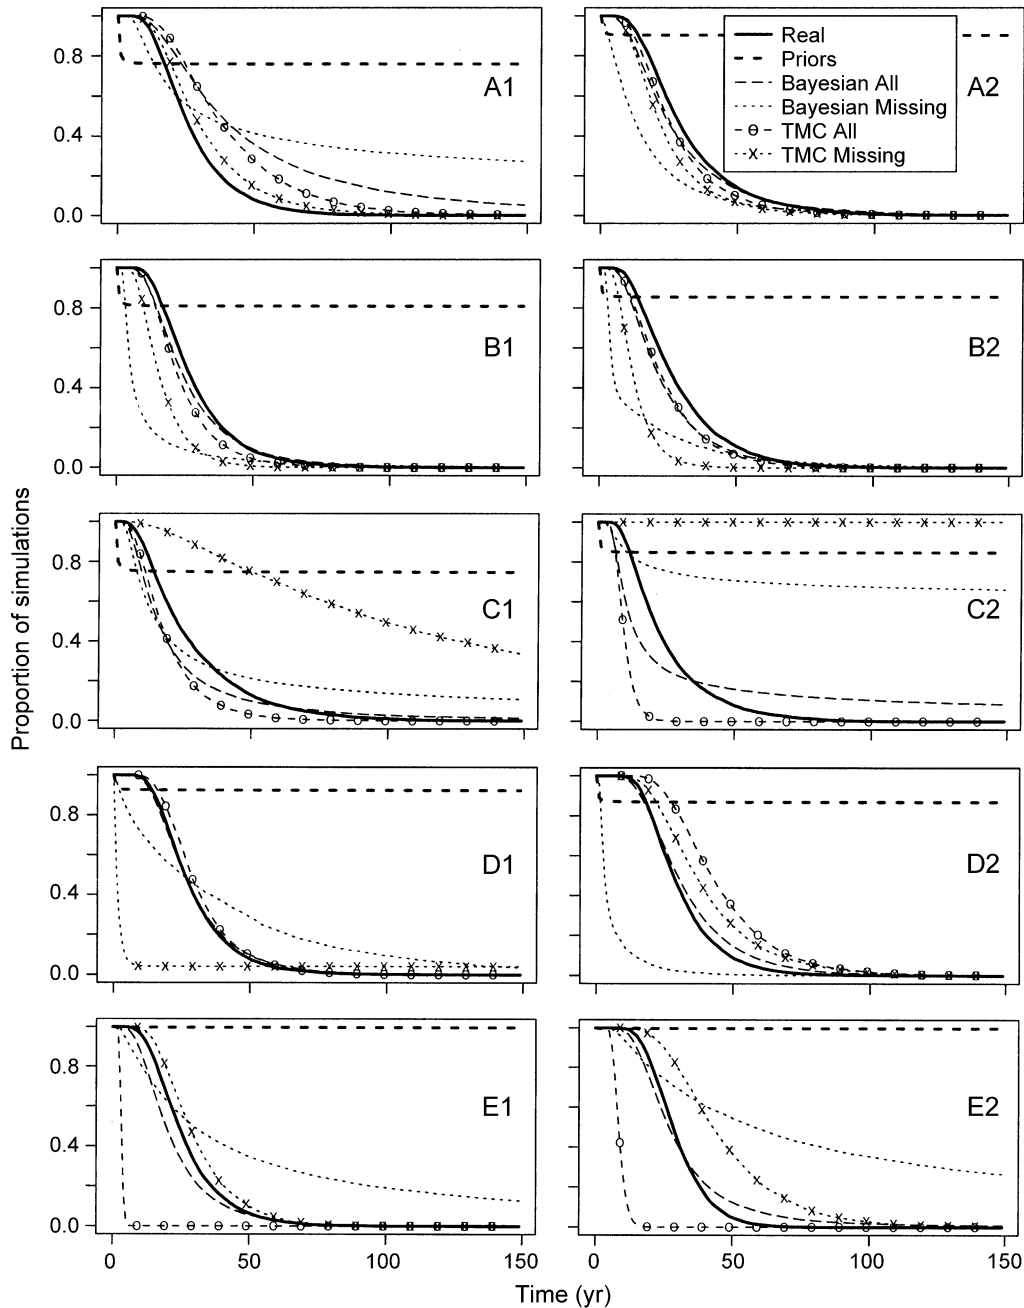 A1
0.8
0.4
0.0
A2
Real
Priors
Bayesian All
Bayesian Missing
TMC All
TMC Missing
B1
0.8
0.4
0.0
B2
C1
0.8
0.4
0.0
C2
D1
0.8
0.4
0.0
D2
E1
0.8
0.4
0.0
E2
0 50 100 150
0 50 100 150
Proportion of simulations
Time (yr)